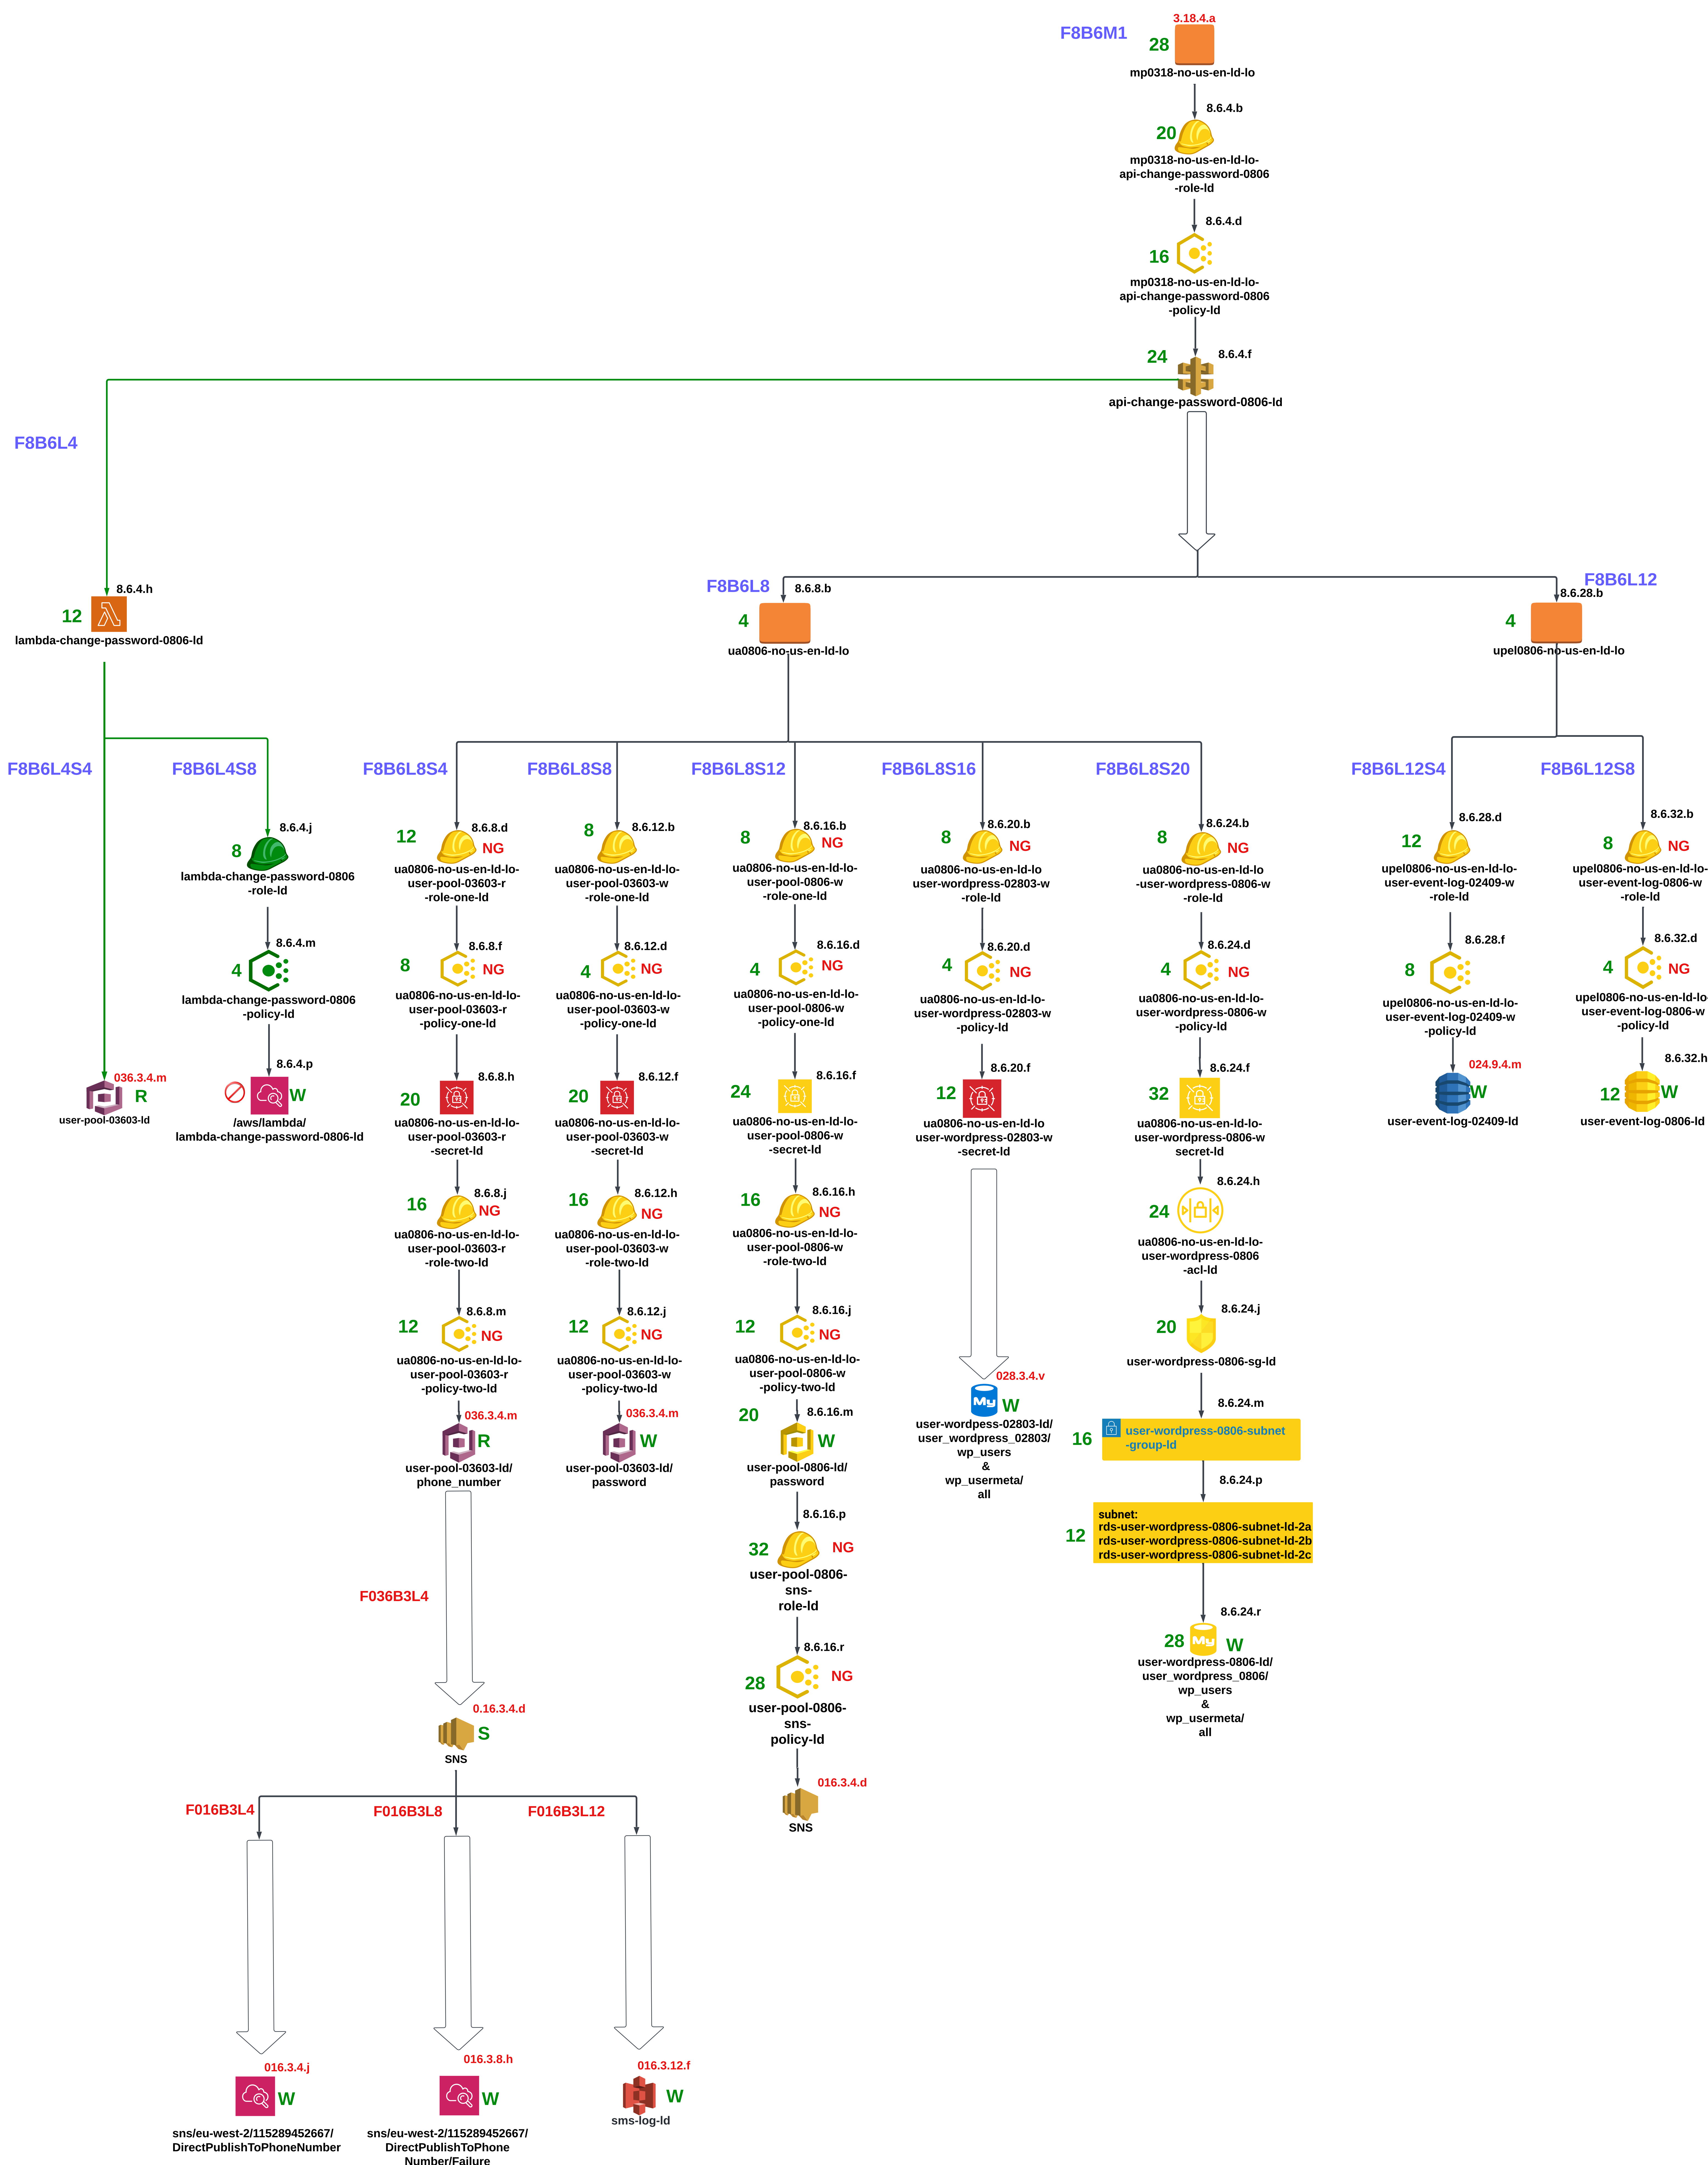 3.18.4.a
F8B6M1
28
mp0318-no-us-en-ld-lo
8.6.4.b
20
mp0318-no-us-en-ld-lo-
api-change-password-0806
-role-ld
8.6.4.d
16
mp0318-no-us-en-ld-lo-
api-change-password-0806
-policy-ld
24
8.6.4.f
api-change-password-0806-ld
F8B6L4
8.6.4.h
12
lambda-change-password-0806-ld
F8B6L8
8.6.8.b
4
ua0806-no-us-en-ld-lo
F8B6L12
8.6.28.b
4
upel0806-no-us-en-ld-lo
F8B6L4S4
036.3.4.m
R
user-pool-03603-ld
F8B6L4S8
8.6.4.j
8
lambda-change-password-0806
-role-ld
8.6.4.m
4
lambda-change-password-0806
-policy-ld
8.6.4.p
W
/aws/lambda/
lambda-change-password-0806-ld
F8B6L8S4
12
8.6.8.d
NG
ua0806-no-us-en-ld-lo-
user-pool-03603-r
-role-one-ld
8.6.8.f
8
NG
ua0806-no-us-en-ld-lo-
user-pool-03603-r
-policy-one-ld
8.6.8.h
20
ua0806-no-us-en-ld-lo-
user-pool-03603-r
-secret-ld
8.6.8.j
16
NG
ua0806-no-us-en-ld-lo-
user-pool-03603-r
-role-two-ld
8.6.8.m
12
NG
ua0806-no-us-en-ld-lo-
user-pool-03603-r
-policy-two-ld
036.3.4.m
R
user-pool-03603-ld/
phone_number
F036B3L4
0.16.3.4.d
S
SNS
F016B3L4
F016B3L8
F016B3L12
016.3.4.j
W
sns/eu-west-2/115289452667/
DirectPublishToPhoneNumber
016.3.8.h
W
sns/eu-west-2/115289452667/
DirectPublishToPhone
Number/Failure
016.3.12.f
W
sms-log-ld
F8B6L8S8
8
8.6.12.b
ua0806-no-us-en-ld-lo-
user-pool-03603-w
-role-one-ld
8.6.12.d
4
NG
ua0806-no-us-en-ld-lo-
user-pool-03603-w
-policy-one-ld
8.6.12.f
20
ua0806-no-us-en-ld-lo-
user-pool-03603-w
-secret-ld
8.6.12.h
16
NG
ua0806-no-us-en-ld-lo-
user-pool-03603-w
-role-two-ld
8.6.12.j
12
NG
ua0806-no-us-en-ld-lo-
user-pool-03603-w
-policy-two-ld
036.3.4.m
W
user-pool-03603-ld/
password
F8B6L8S12
8.6.16.b
8
NG
ua0806-no-us-en-ld-lo-
user-pool-0806-w
-role-one-ld
8.6.16.d
4
NG
ua0806-no-us-en-ld-lo-
user-pool-0806-w
-policy-one-ld
8.6.16.f
24
ua0806-no-us-en-ld-lo-
user-pool-0806-w
-secret-ld
8.6.16.h
16
NG
ua0806-no-us-en-ld-lo-
user-pool-0806-w
-role-two-ld
8.6.16.j
12
NG
ua0806-no-us-en-ld-lo-
user-pool-0806-w
-policy-two-ld
20
8.6.16.m
W
user-pool-0806-ld/
password
8.6.16.p
32
NG
user-pool-0806-
sns-
role-ld
8.6.16.r
28
NG
user-pool-0806-
sns-
policy-ld
016.3.4.d
SNS
F8B6L8S16
8.6.20.b
8
NG
ua0806-no-us-en-ld-lo
user-wordpress-02803-w
-role-ld
8.6.20.d
4
NG
ua0806-no-us-en-ld-lo-
user-wordpress-02803-w
-policy-ld
8.6.20.f
12
ua0806-no-us-en-ld-lo
user-wordpress-02803-w
-secret-ld
028.3.4.v
My
W
user-wordpess-02803-ld/
user_wordpress_02803/
wp_users
&
wp_usermeta/
all
F8B6L8S20
8.6.24.b
8
NG
ua0806-no-us-en-ld-lo
-user-wordpress-0806-w
-role-ld
8.6.24.d
4
NG
ua0806-no-us-en-ld-lo-
user-wordpress-0806-w
-policy-ld
8.6.24.f
32
ua0806-no-us-en-ld-lo-
user-wordpress-0806-w
secret-ld
8.6.24.h
24
ua0806-no-us-en-ld-lo-
user-wordpress-0806
-acl-ld
8.6.24.j
20
user-wordpress-0806-sg-ld
8.6.24.m
16
user-wordpress-0806-subnet
-group-ld
8.6.24.p
12
subnet:
rds-user-wordpress-0806-subnet-ld-2a
rds-user-wordpress-0806-subnet-ld-2b
rds-user-wordpress-0806-subnet-ld-2c
8.6.24.r
28
My
W
user-wordpress-0806-ld/
user_wordpress_0806/
wp_users
&
wp_usermeta/
all
F8B6L12S4
8.6.28.d
12
upel0806-no-us-en-ld-lo-
user-event-log-02409-w
-role-ld
8.6.28.f
8
upel0806-no-us-en-ld-lo-
user-event-log-02409-w
-policy-ld
024.9.4.m
W
user-event-log-02409-ld
F8B6L12S8
8.6.32.b
8
NG
upel0806-no-us-en-ld-lo-
user-event-log-0806-w
-role-ld
8.6.32.d
4
NG
upel0806-no-us-en-ld-lo-
user-event-log-0806-w
-policy-ld
8.6.32.h
12
W
user-event-log-0806-ld